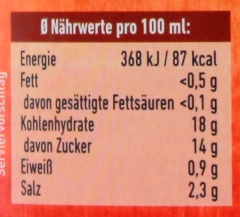 Ø Nährwerte pro 100 ml:
Energie 368 kJ / 87 kcal
Fett <0,5 g
davon gesättigte Fettsäuren <0,1 g
Kohlenhydrate 18 g
davon Zucker 14 g
Eiweiß 0,9 g
Salz 2,3 g
Serviervorschlag